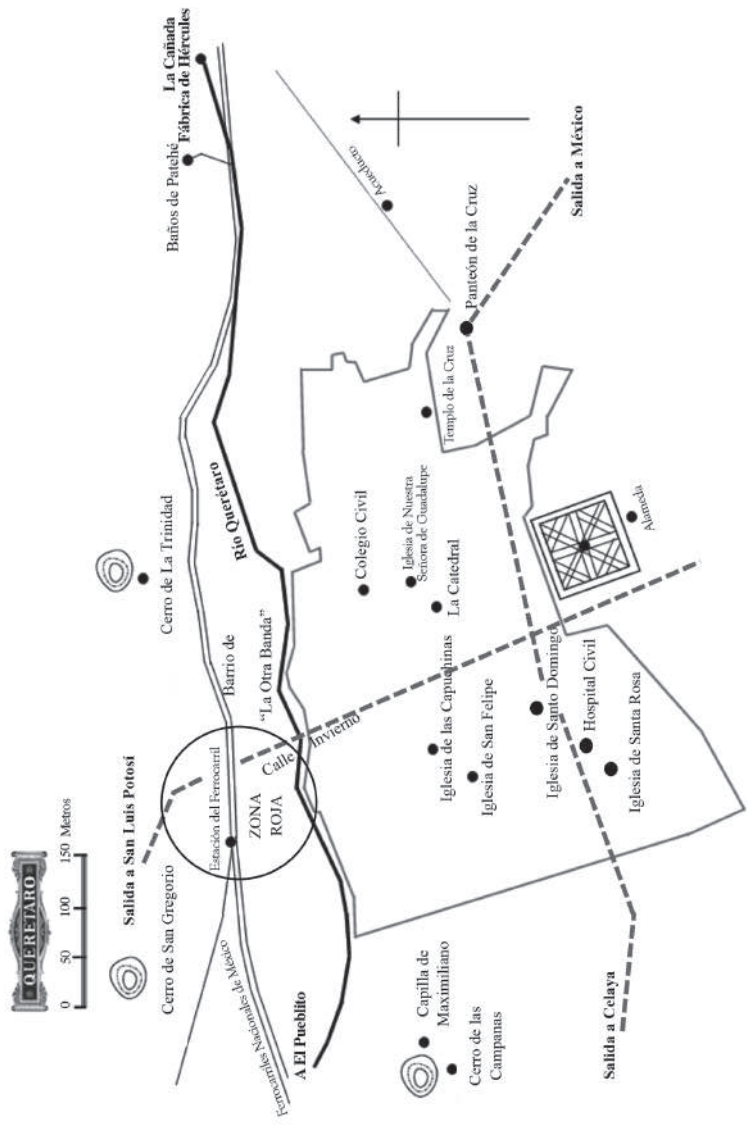 QUERETARO
0 50 100 150 Metros
Salida a San Luis Potosí
Cerro de San Gregorio
Cerro de La Trinidad
Baños de Patehé
La Cañada
Fábrica de Hércules
Estación del Ferrocarril
Barrio de
"La Otra Banda"
Río Querétaro
ZONA
ROJA
Calle Invierno
Ferrocarriles Nacionales de México
A El Pueblito
Acueducto
Colegio Civil
Iglesia de Nuestra
Señora de Guadalupe
La Catedral
Templo de la Cruz
Panteón de la Cruz
Capilla de
Maximiliano
Cerro de las
Campanas
Iglesia de las Capuchinas
Iglesia de San Felipe
Iglesia de Santo Domingo
Hospital Civil
Iglesia de Santa Rosa
Alameda
Salida a México
Salida a Celaya